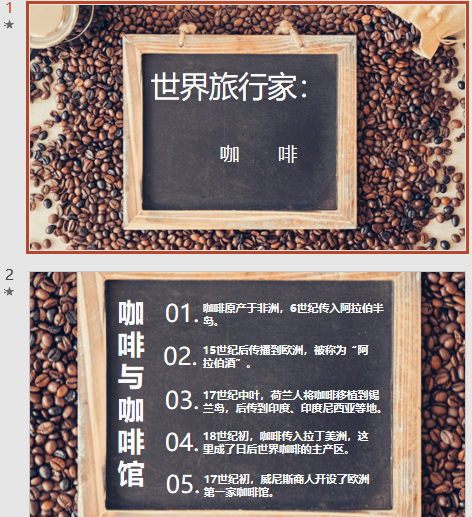 1
世界旅行家：
咖 啡
2
咖啡与咖啡馆
01.
咖啡原产于非洲，6世纪传入阿拉伯半
岛。
02.
15世纪后传播到欧洲，被称为“阿
拉伯酒”。
03.
17世纪中叶，荷兰人将咖啡移植到锡
兰岛，后传到印度、印度尼西亚等地。
04.
18世纪初，咖啡传入拉丁美洲，这
里成了日后世界咖啡的主产区。
05.
17世纪初，威尼斯商人开设了欧洲
第一家咖啡馆。